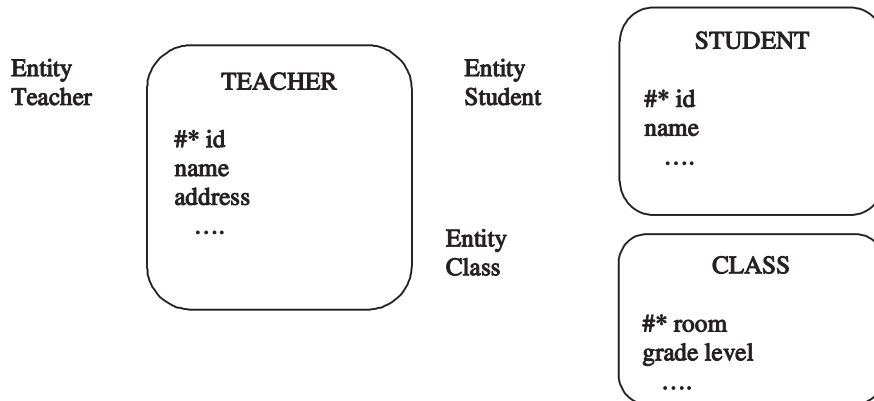 Entity
Teacher
TEACHER
#* id
name
address
....
Entity
Student
STUDENT
#* id
name
....
Entity
Class
CLASS
#* room
grade level
....